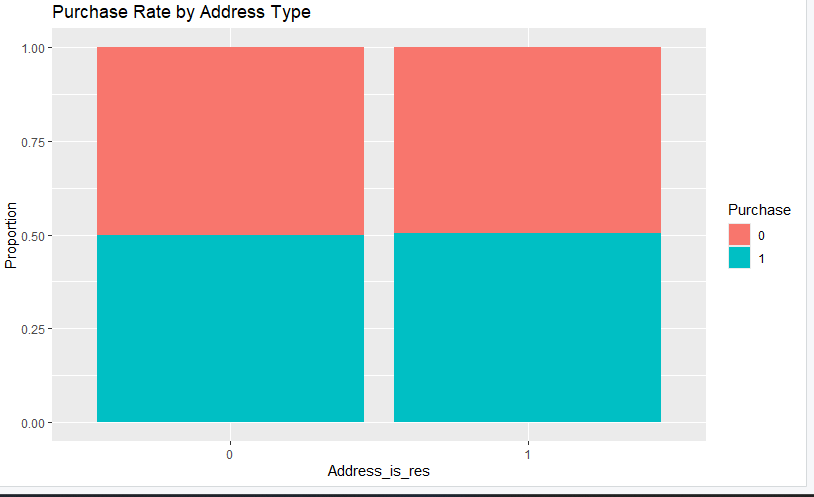 Purchase Rate by Address Type
1.00
0.75
0.50
0.25
0.00
Proportion
0
1
Address_is_res
Purchase
0
1